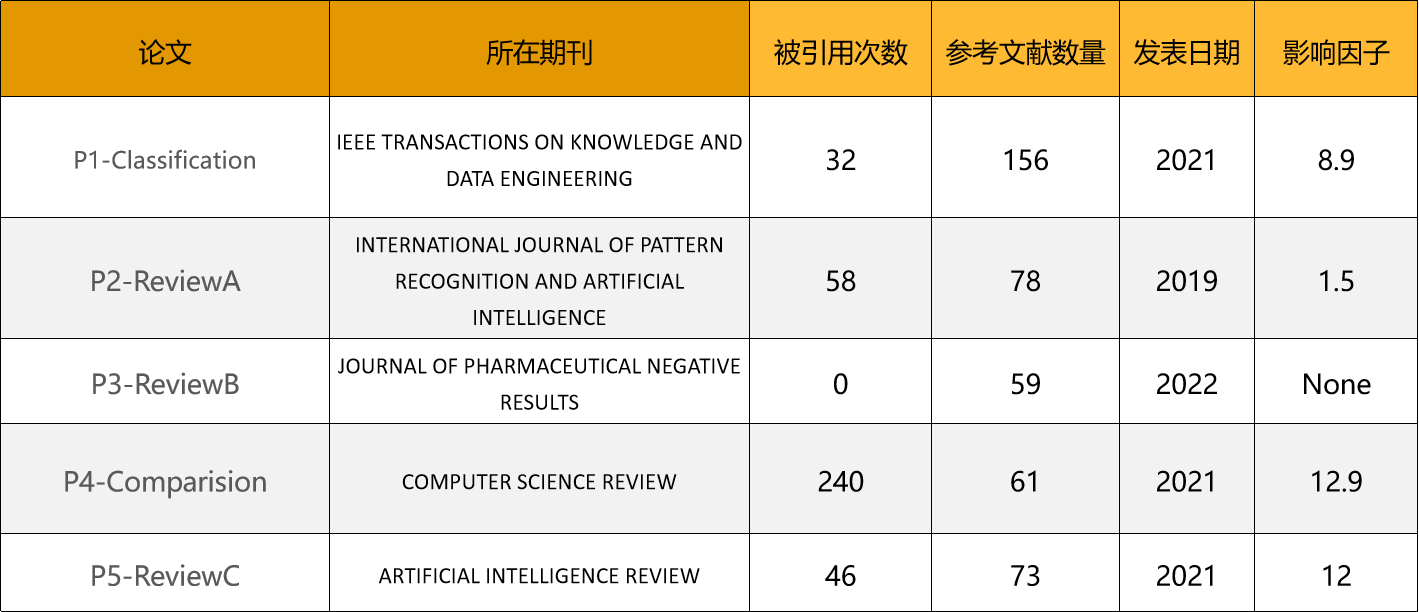 论文 所在期刊 被引用次数 参考文献数量 发表日期 影响因子
IEEE TRANSACTIONS ON KNOWLEDGE AND
P1-Classification 32 156 2021 8.9
DATA ENGINEERING
INTERNATIONAL JOURNAL OF PATTERN
P2-ReviewA RECOGNITION AND ARTIFICIAL 58 78 2019 1.5
INTELLIGENCE
JOURNAL OF PHARMACEUTICAL NEGATIVE
P3-ReviewB 0 59 2022 None
RESULTS
P4-Comparision COMPUTER SCIENCE REVIEW 240 61 2021 12.9
P5-ReviewC ARTIFICIAL INTELLIGENCE REVIEW 46 73 2021 12